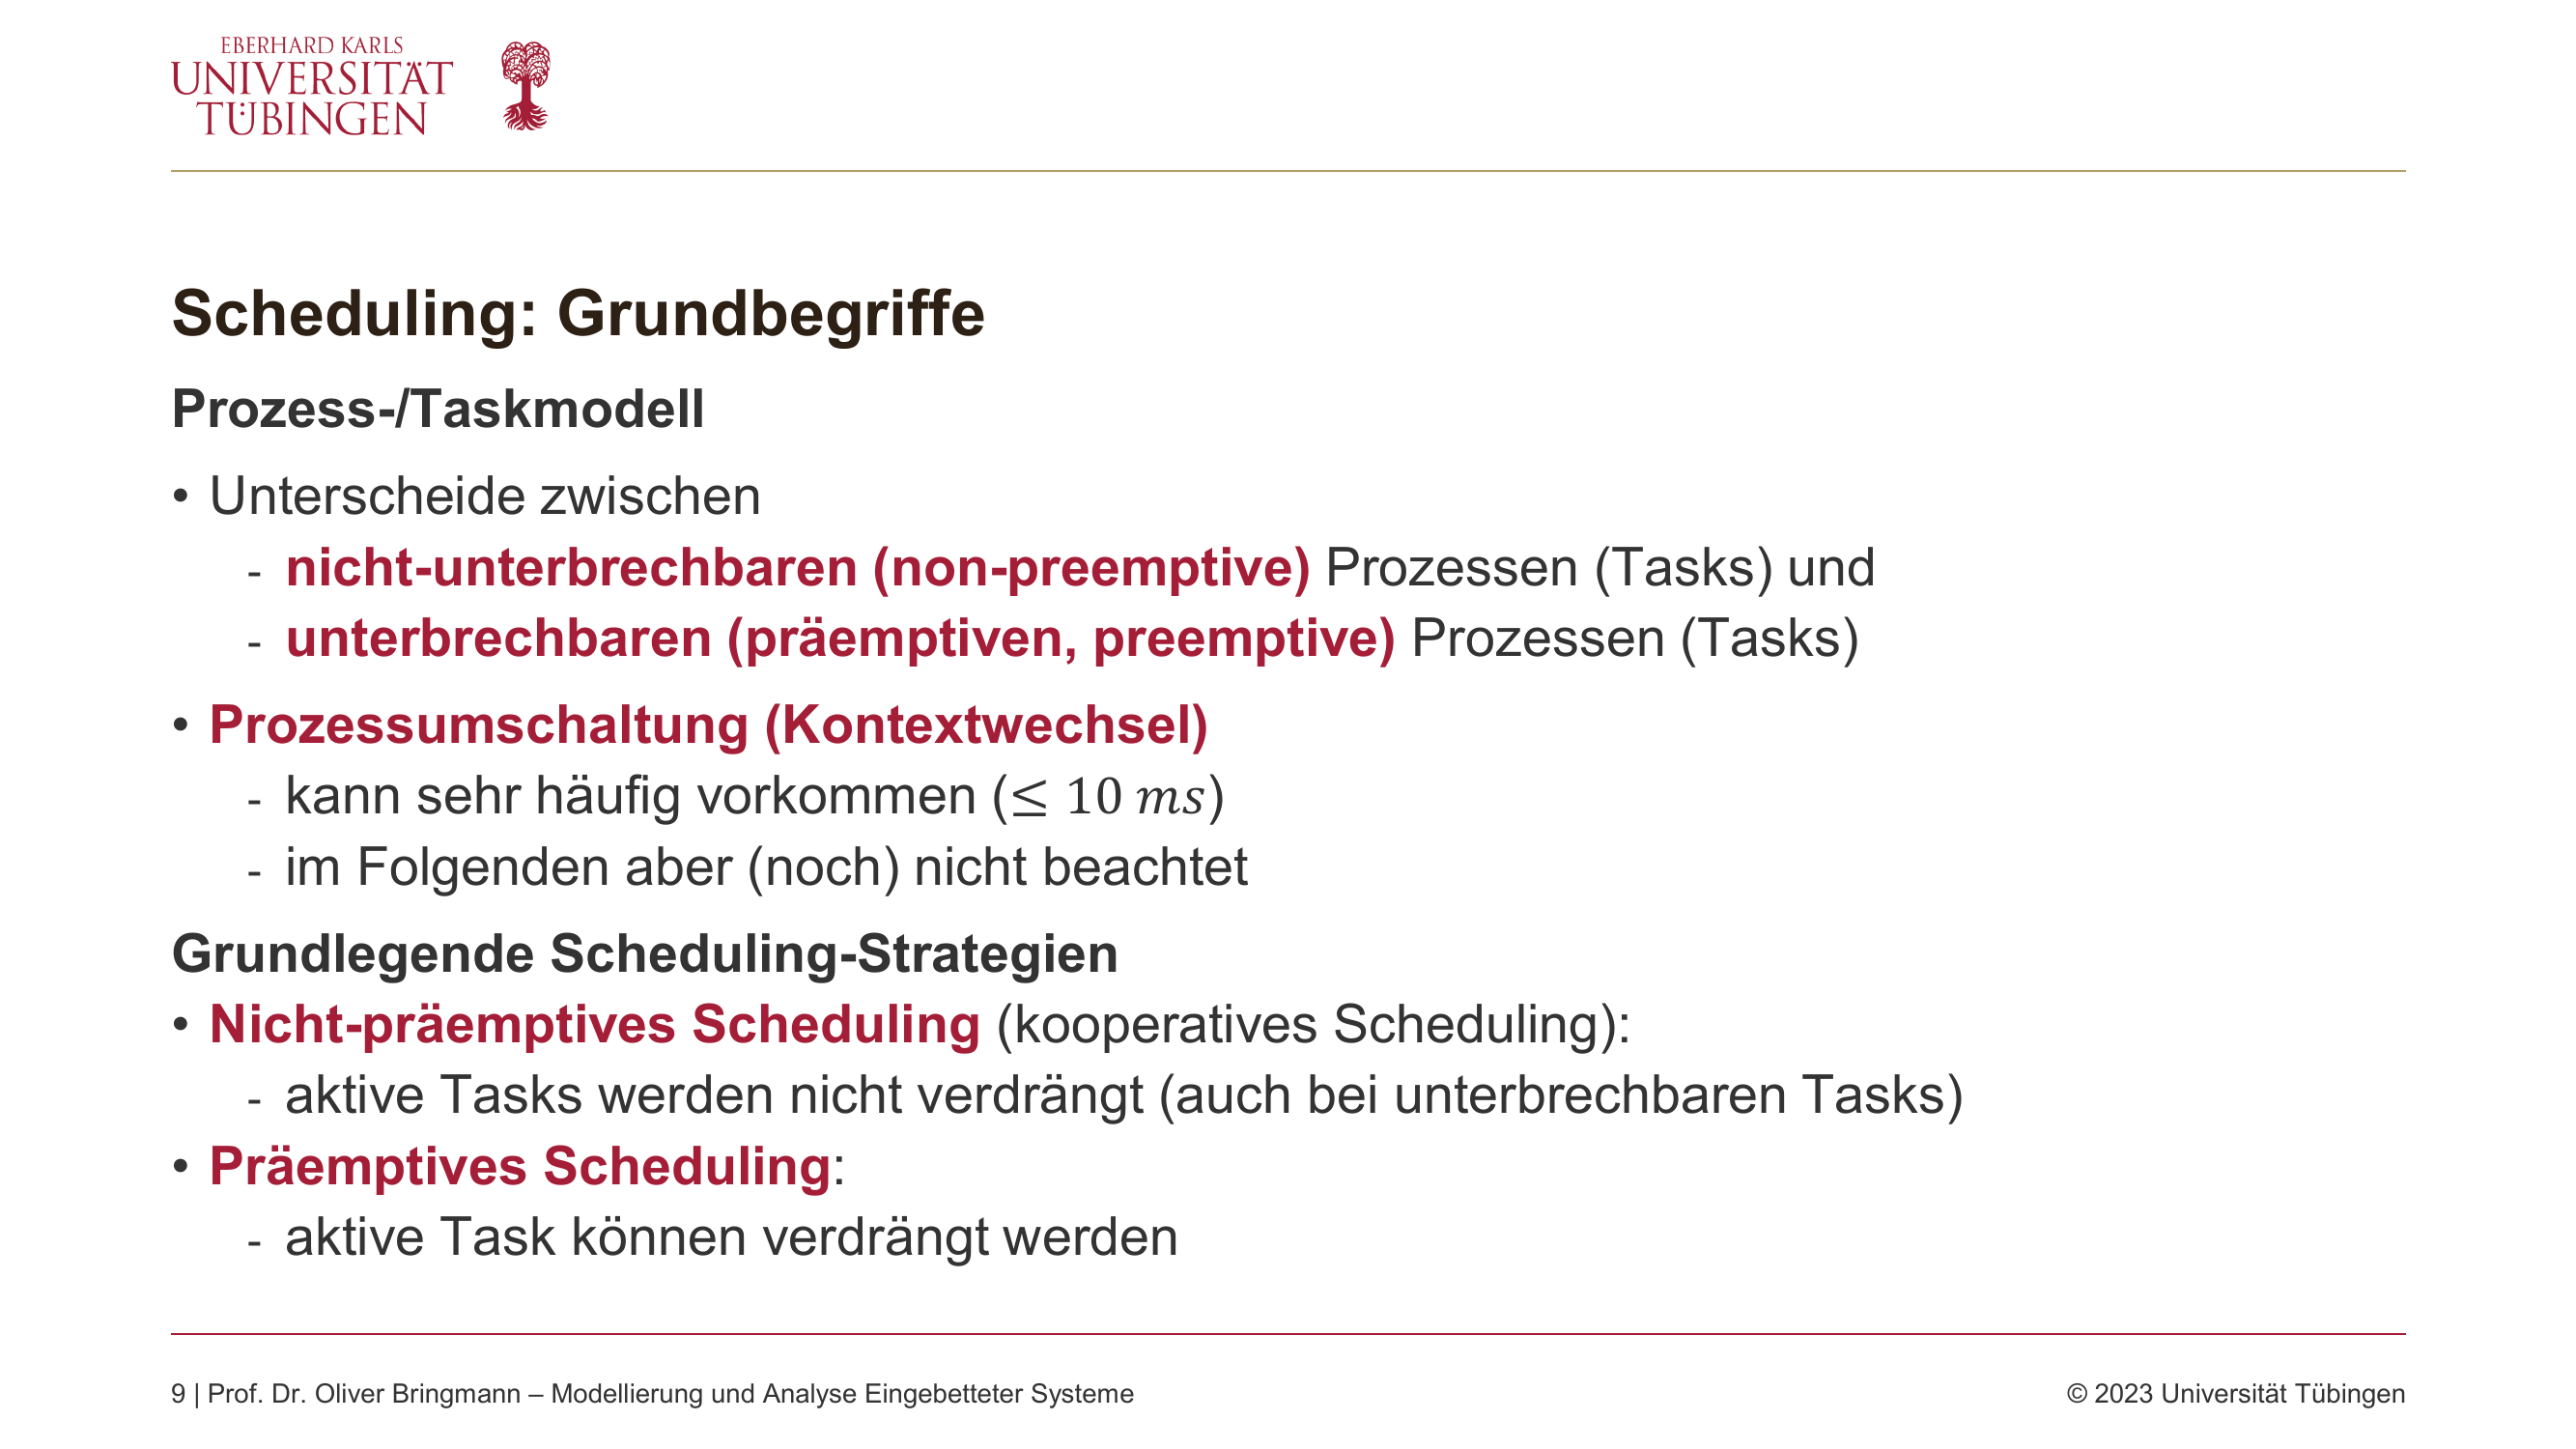 EBERHARD KARLS
UNIVERSITÄT
TÜBINGEN
Scheduling: Grundbegriffe
Prozess-/Taskmodell
• Unterscheide zwischen
- nicht-unterbrechbaren (non-preemptive) Prozessen (Tasks) und
- unterbrechbaren (präemptiven, preemptive) Prozessen (Tasks)
• Prozessumschaltung (Kontextwechsel)
- kann sehr häufig vorkommen (≤ 10 ms)
- im Folgenden aber (noch) nicht beachtet
Grundlegende Scheduling-Strategien
• Nicht-präemptives Scheduling (kooperatives Scheduling):
- aktive Tasks werden nicht verdrängt (auch bei unterbrechbaren Tasks)
• Präemptives Scheduling:
- aktive Task können verdrängt werden
9 | Prof. Dr. Oliver Bringmann – Modellierung und Analyse Eingebetteter Systeme
© 2023 Universität Tübingen